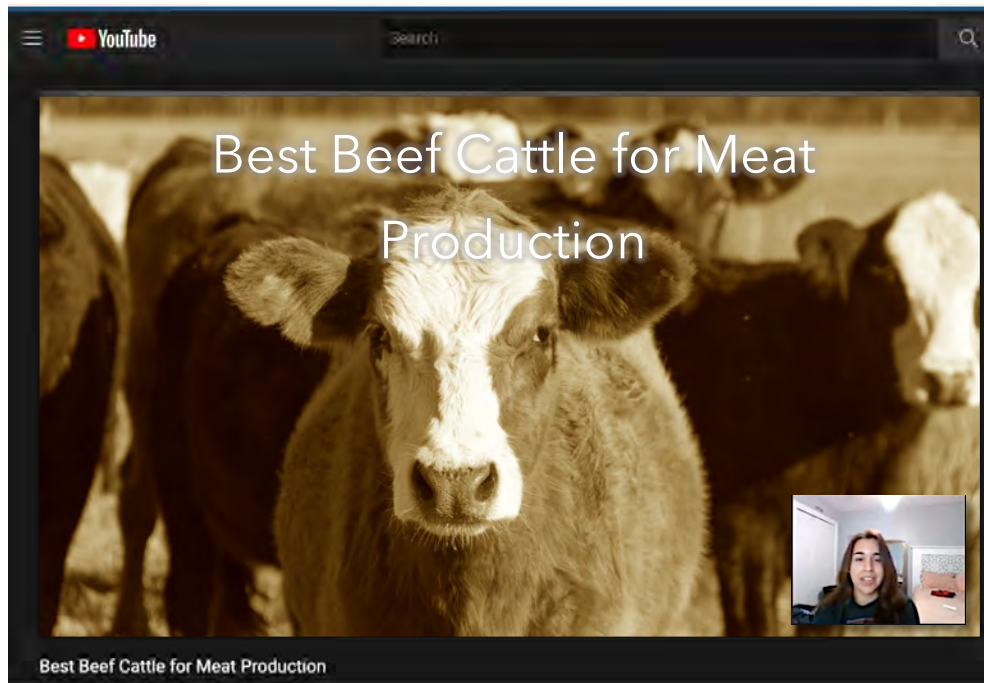 YouTube
Search
Best Beef Cattle for Meat
Production
Best Beef Cattle for Meat Production